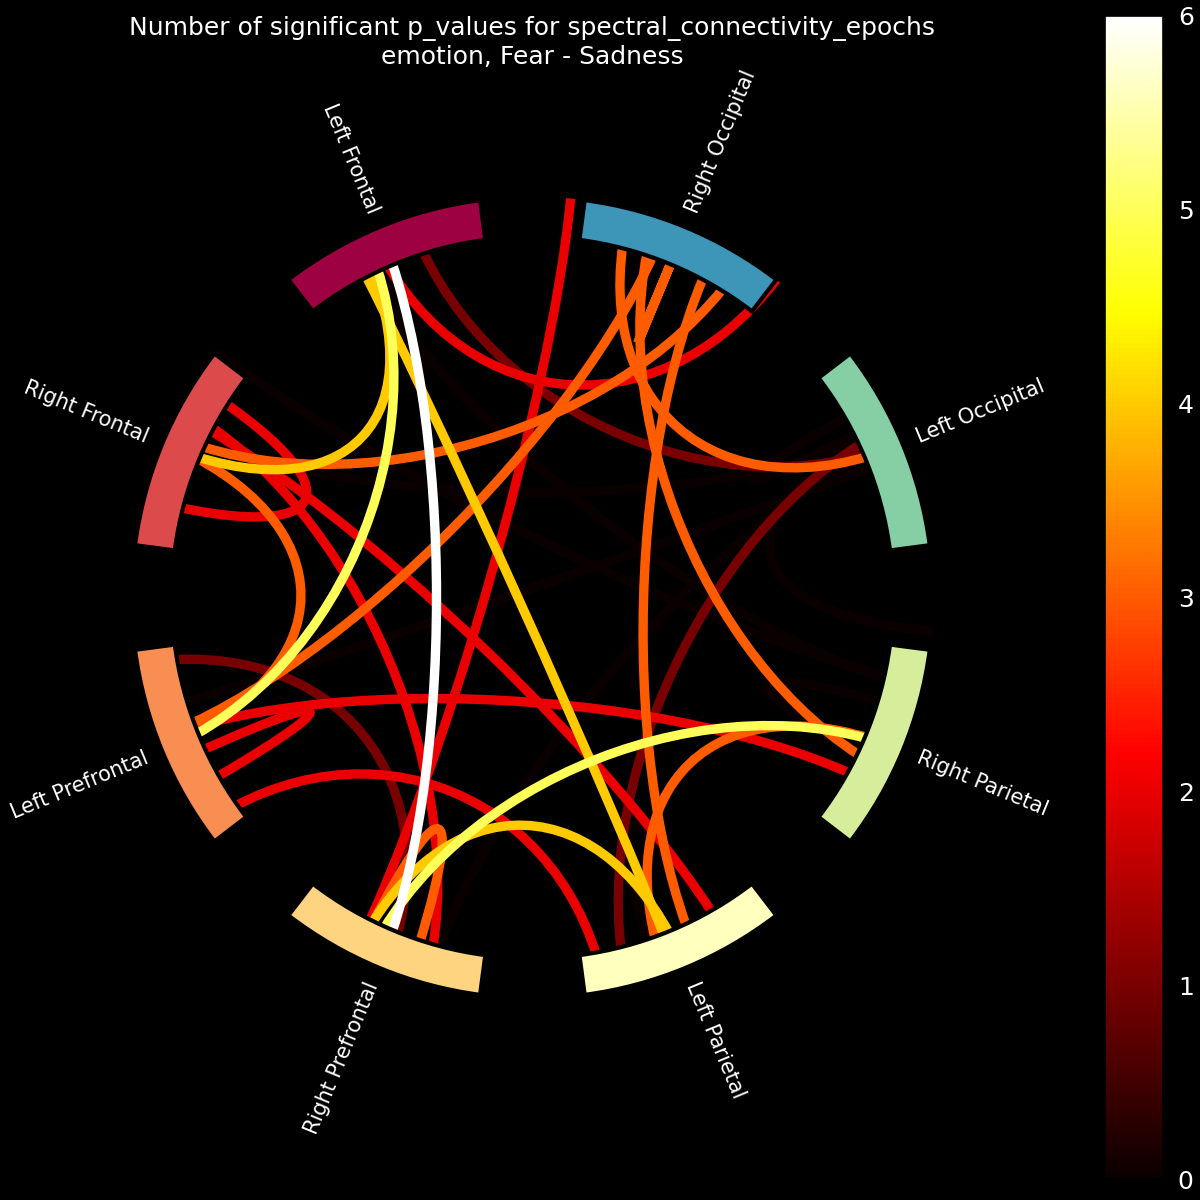 Number of significant p_values for spectral_connectivity_epochs
emotion, Fear - Sadness
Left Frontal
Right Occipital
Right Frontal
Left Occipital
Left Prefrontal
Right Parietal
Right Prefrontal
Left Parietal
6
5
4
3
2
1
0